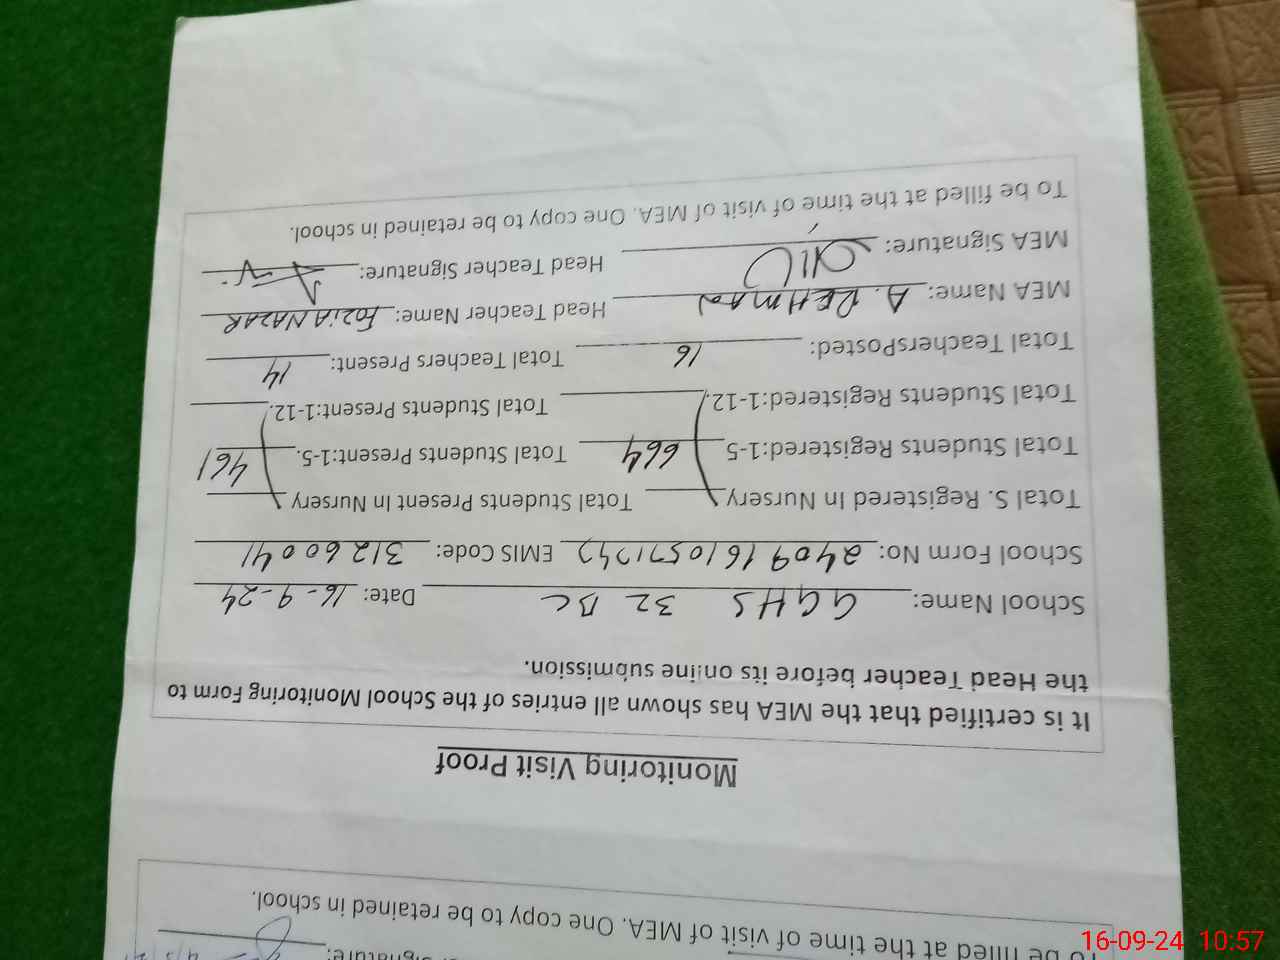 Monitoring Visit Proof
It is certified that the MEA has shown all entries of the School Monitoring Form to
the Head Teacher before its online submission.
School Name: GGHS 32 BC Date: 16-9-24
School Form No: EMIS Code: 31260041
Total S. Registered In Nursery Total Students Present In Nursery
Total Students Registered:1-5 664 Total Students Present:1-5. 461
Total Students Registered:1-12. Total Students Present:1-12.
Total TeachersPosted: 16 Total Teachers Present: 14
MEA Name: A. REHMAN Head Teacher Name: FOZIA NAZAR
MEA Signature: Head Teacher Signature:
To be filled at the time of visit of MEA. One copy to be retained in school.
To be filled at the time of visit of MEA. One copy to be retained in school.
16-09-24 10:57